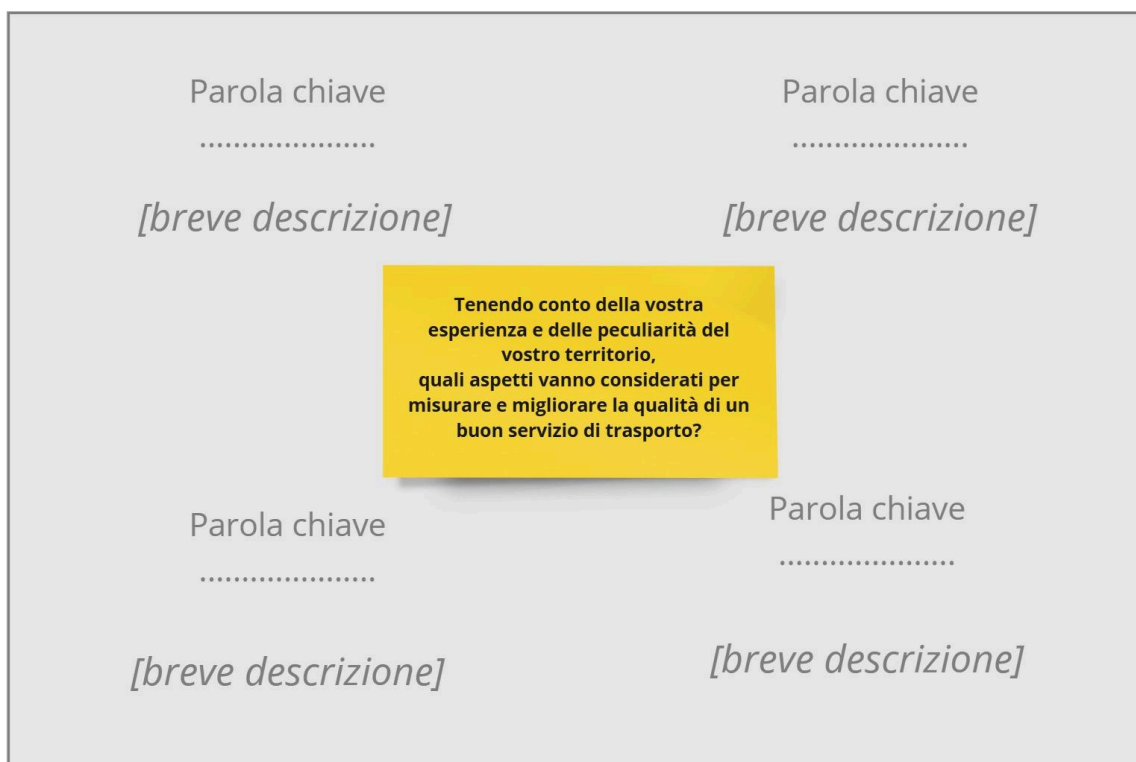 Parola chiave
.....................
[breve descrizione]
Parola chiave
.....................
[breve descrizione]
Tenendo conto della vostra
esperienza e delle peculiarità del
vostro territorio,
quali aspetti vanno considerati per
misurare e migliorare la qualità di un
buon servizio di trasporto?
Parola chiave
.....................
[breve descrizione]
Parola chiave
.....................
[breve descrizione]